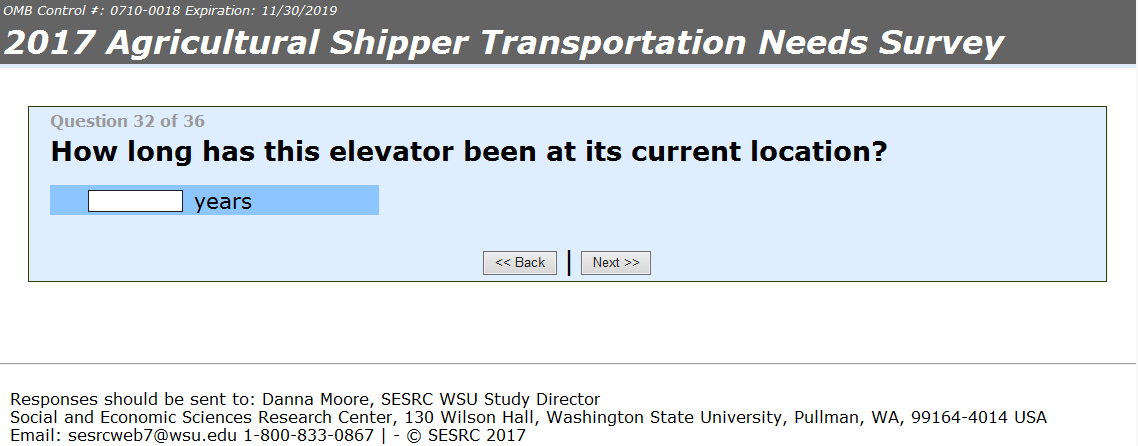 OMB Control #: 0710-0018 Expiration: 11/30/2019
2017 Agricultural Shipper Transportation Needs Survey
Question 32 of 36
How long has this elevator been at its current location?
years
<< Back | Next >>
Responses should be sent to: Danna Moore, SESRC WSU Study Director
Social and Economic Sciences Research Center, 130 Wilson Hall, Washington State University, Pullman, WA, 99164-4014 USA
Email: sesrcweb7@wsu.edu 1-800-833-0867 | - © SESRC 2017